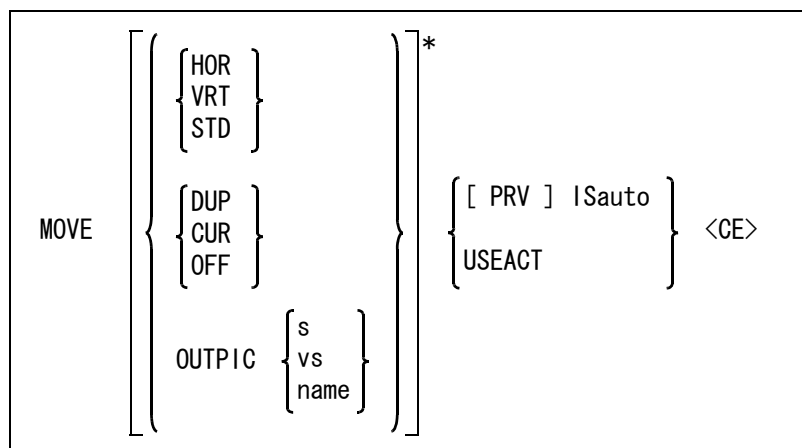 *
HOR
VRT
STD
[ PRV ] ISauto
DUP
MOVE CUR <CE>
OFF
USEACT
s
OUTPIC vs
name